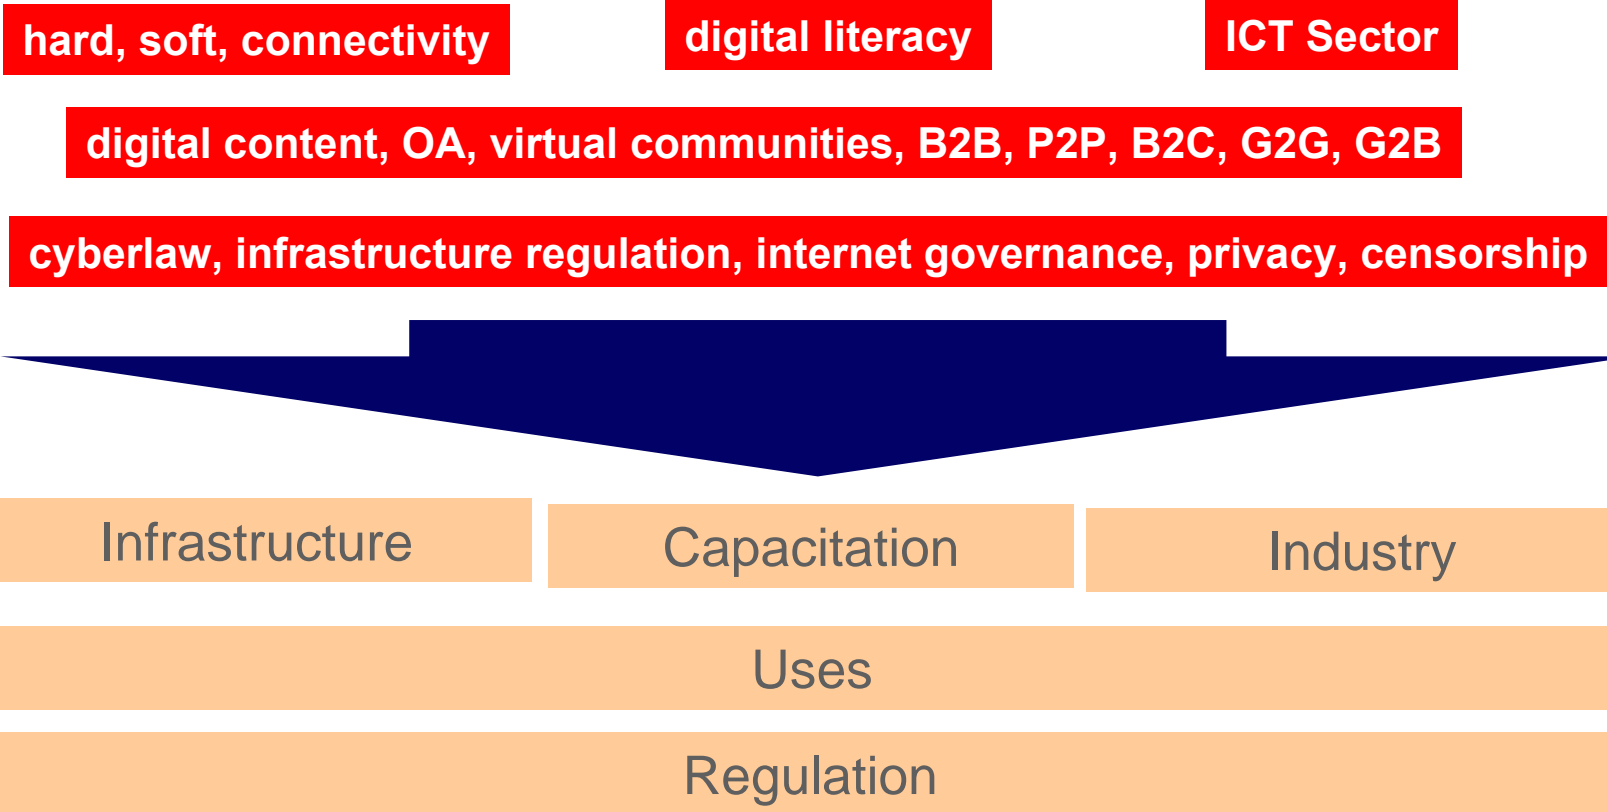 hard, soft, connectivity
digital literacy
ICT Sector
digital content, OA, virtual communities, B2B, P2P, B2C, G2G, G2B
cyberlaw, infrastructure regulation, internet governance, privacy, censorship
Infrastructure
Capacitation
Industry
Uses
Regulation